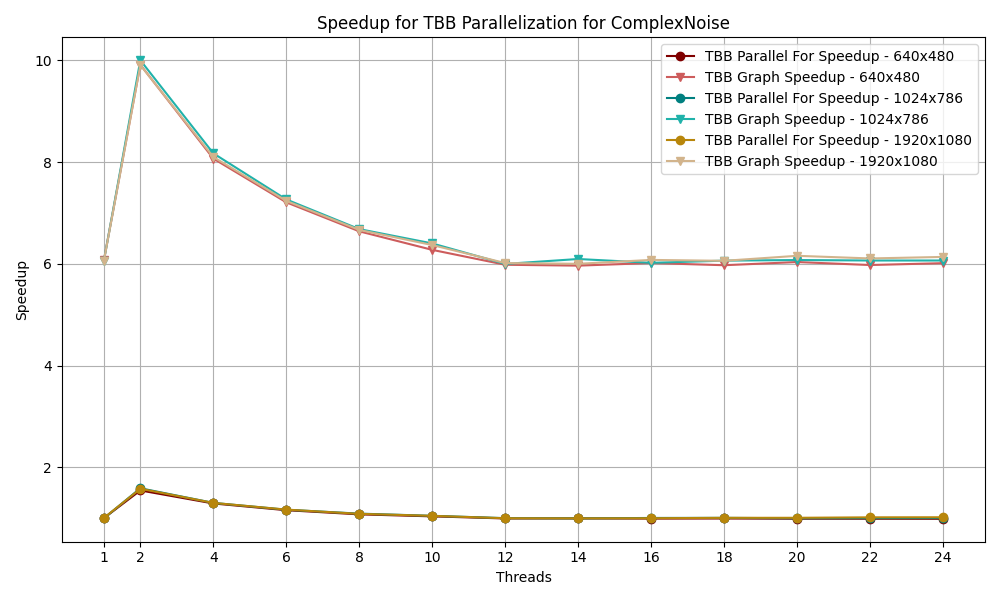 Speedup for TBB Parallelization for ComplexNoise
TBB Parallel For Speedup - 640x480
TBB Graph Speedup - 640x480
TBB Parallel For Speedup - 1024x786
TBB Graph Speedup - 1024x786
TBB Parallel For Speedup - 1920x1080
TBB Graph Speedup - 1920x1080
10
8
6
4
2
Speedup
1 2 4 6 8 10 12 14 16 18 20 22 24
Threads